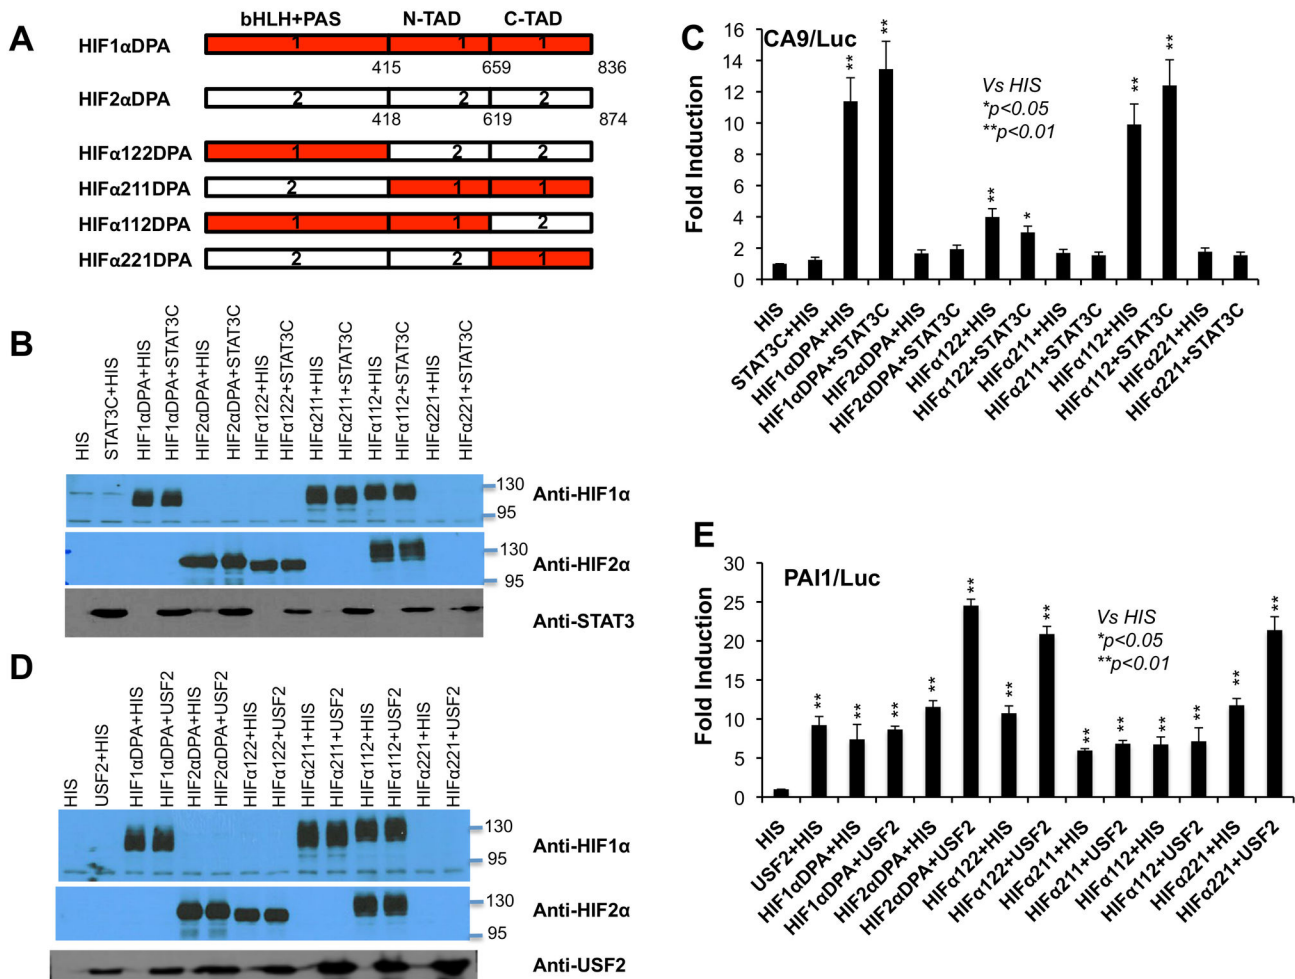 A
bHLH+PAS N-TAD C-TAD
HIF1αDPA 1 1 1
415 659 836
HIF2αDPA 2 2 2
418 619 874
HIFα122DPA 1 2 2
HIFα211DPA 2 1 1
HIFα112DPA 1 1 2
HIFα221DPA 2 2 1
B
HIS
STAT3C+HIS
HIF1αDPA+HIS
HIF1αDPA+STAT3C
HIF2αDPA+HIS
HIF2αDPA+STAT3C
HIFα122+HIS
HIFα122+STAT3C
HIFα211+HIS
HIFα211+STAT3C
HIFα112+HIS
HIFα112+STAT3C
HIFα221+HIS
HIFα221+STAT3C
130
95
Anti-HIF1α
130
95
Anti-HIF2α
Anti-STAT3
C
CA9/Luc
Fold Induction
16
14
12
10
8
6
4
2
0
** ** ** * ** **
Vs HIS
*p<0.05
**p<0.01
HIS
STAT3C+HIS
HIF1αDPA+HIS
HIF1αDPA+STAT3C
HIF2αDPA+HIS
HIF2αDPA+STAT3C
HIFα122+HIS
HIFα122+STAT3C
HIFα211+HIS
HIFα211+STAT3C
HIFα112+HIS
HIFα112+STAT3C
HIFα221+HIS
HIFα221+STAT3C
D
HIS
USF2+HIS
HIF1αDPA+HIS
HIF1αDPA+USF2
HIF2αDPA+HIS
HIF2αDPA+USF2
HIFα122+HIS
HIFα122+USF2
HIFα211+HIS
HIFα211+USF2
HIFα112+HIS
HIFα112+USF2
HIFα221+HIS
HIFα221+USF2
130
95
Anti-HIF1α
130
95
Anti-HIF2α
Anti-USF2
E
PAI1/Luc
Fold Induction
30
25
20
15
10
5
0
** ** ** ** ** ** ** ** ** ** ** ** **
Vs HIS
*p<0.05
**p<0.01
HIS
USF2+HIS
HIF1αDPA+HIS
HIF1αDPA+USF2
HIF2αDPA+HIS
HIF2αDPA+USF2
HIFα122+HIS
HIFα122+USF2
HIFα211+HIS
HIFα211+USF2
HIFα112+HIS
HIFα112+USF2
HIFα221+HIS
HIFα221+USF2